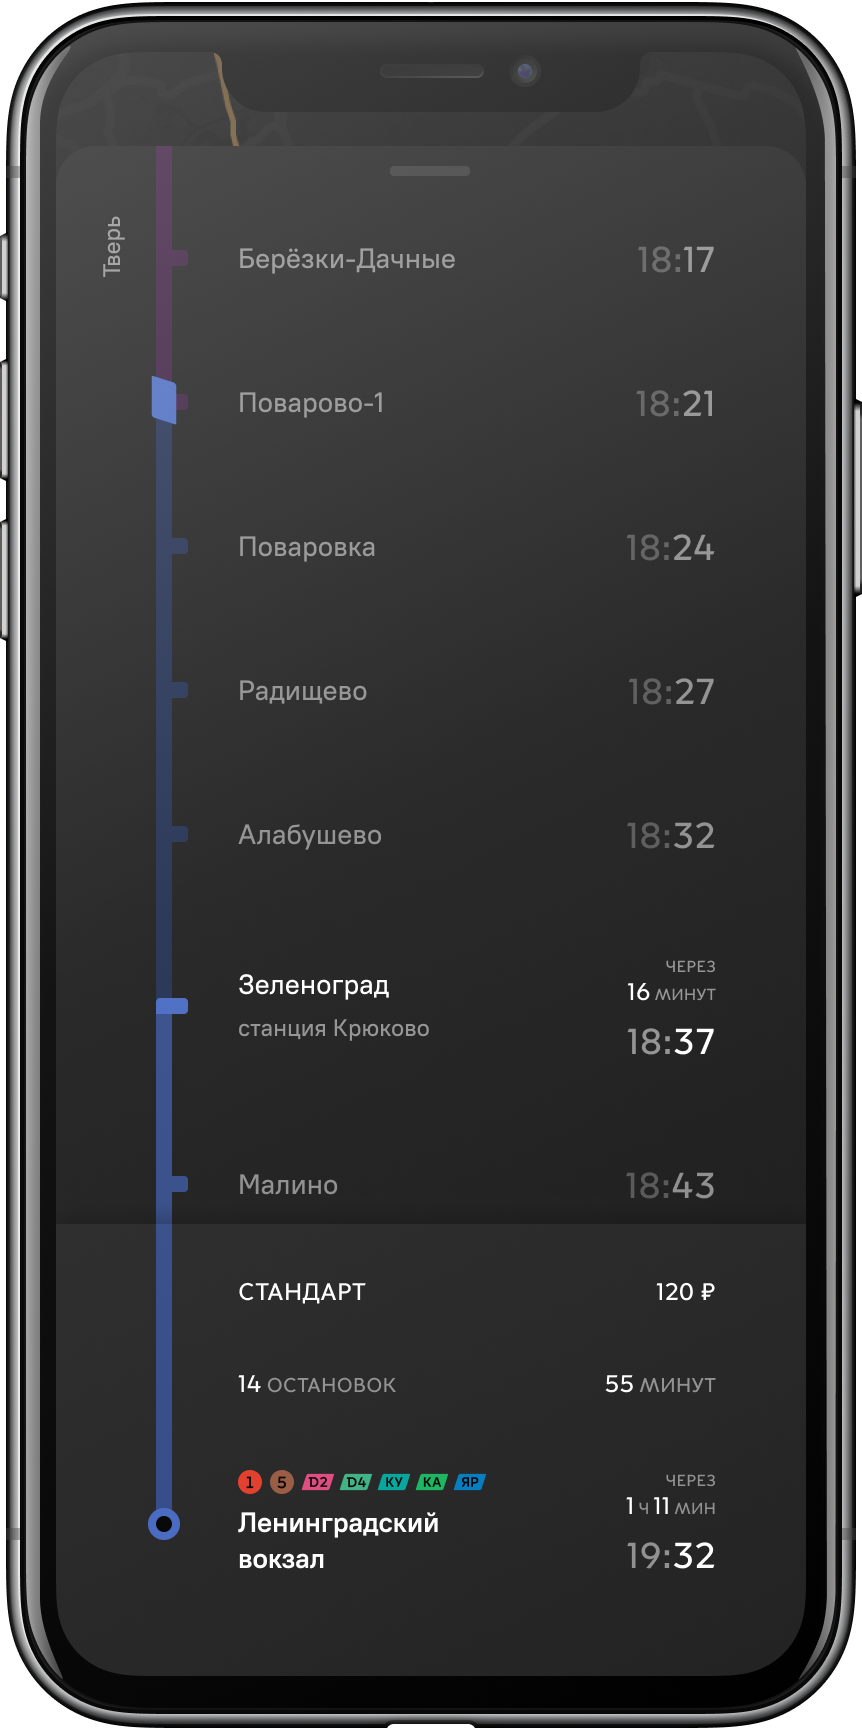 Тверь
Берёзки-Дачные 18:17
Поварово-1 18:21
Поваровка 18:24
Радищево 18:27
Алабушево 18:32
ЧЕРЕЗ
Зеленоград 16 МИНУТ
станция Крюково 18:37
Малино 18:43
СТАНДАРТ 120 ₽
14 ОСТАНОВОК 55 МИНУТ
1 5 D2 D4 КУ КА ЯР ЧЕРЕЗ
Ленинградский 1 Ч 11 МИН
вокзал 19:32